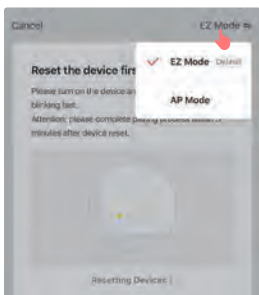 Cancel
EZ Mode ⇋
EZ Mode Default
AP Mode
Reset the device first
Please turn on the device an
blinking fast.
Attention: please complete pairing process within 3
minutes after device reset.
Resetting Devices